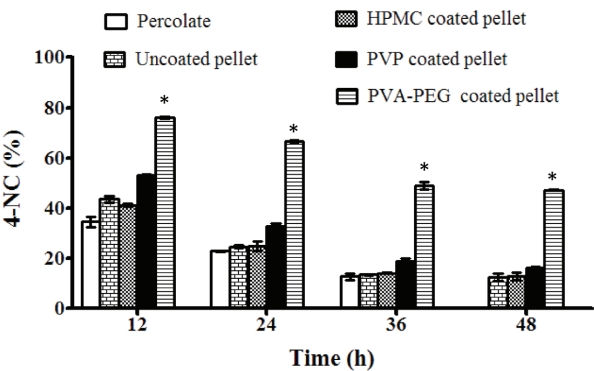 Percolate
HPMC coated pellet
Uncoated pellet
PVP coated pellet
PVA-PEG coated pellet
4-NC (%)
100
80
60
40
20
0
*
*
*
*
12
24
36
48
Time (h)